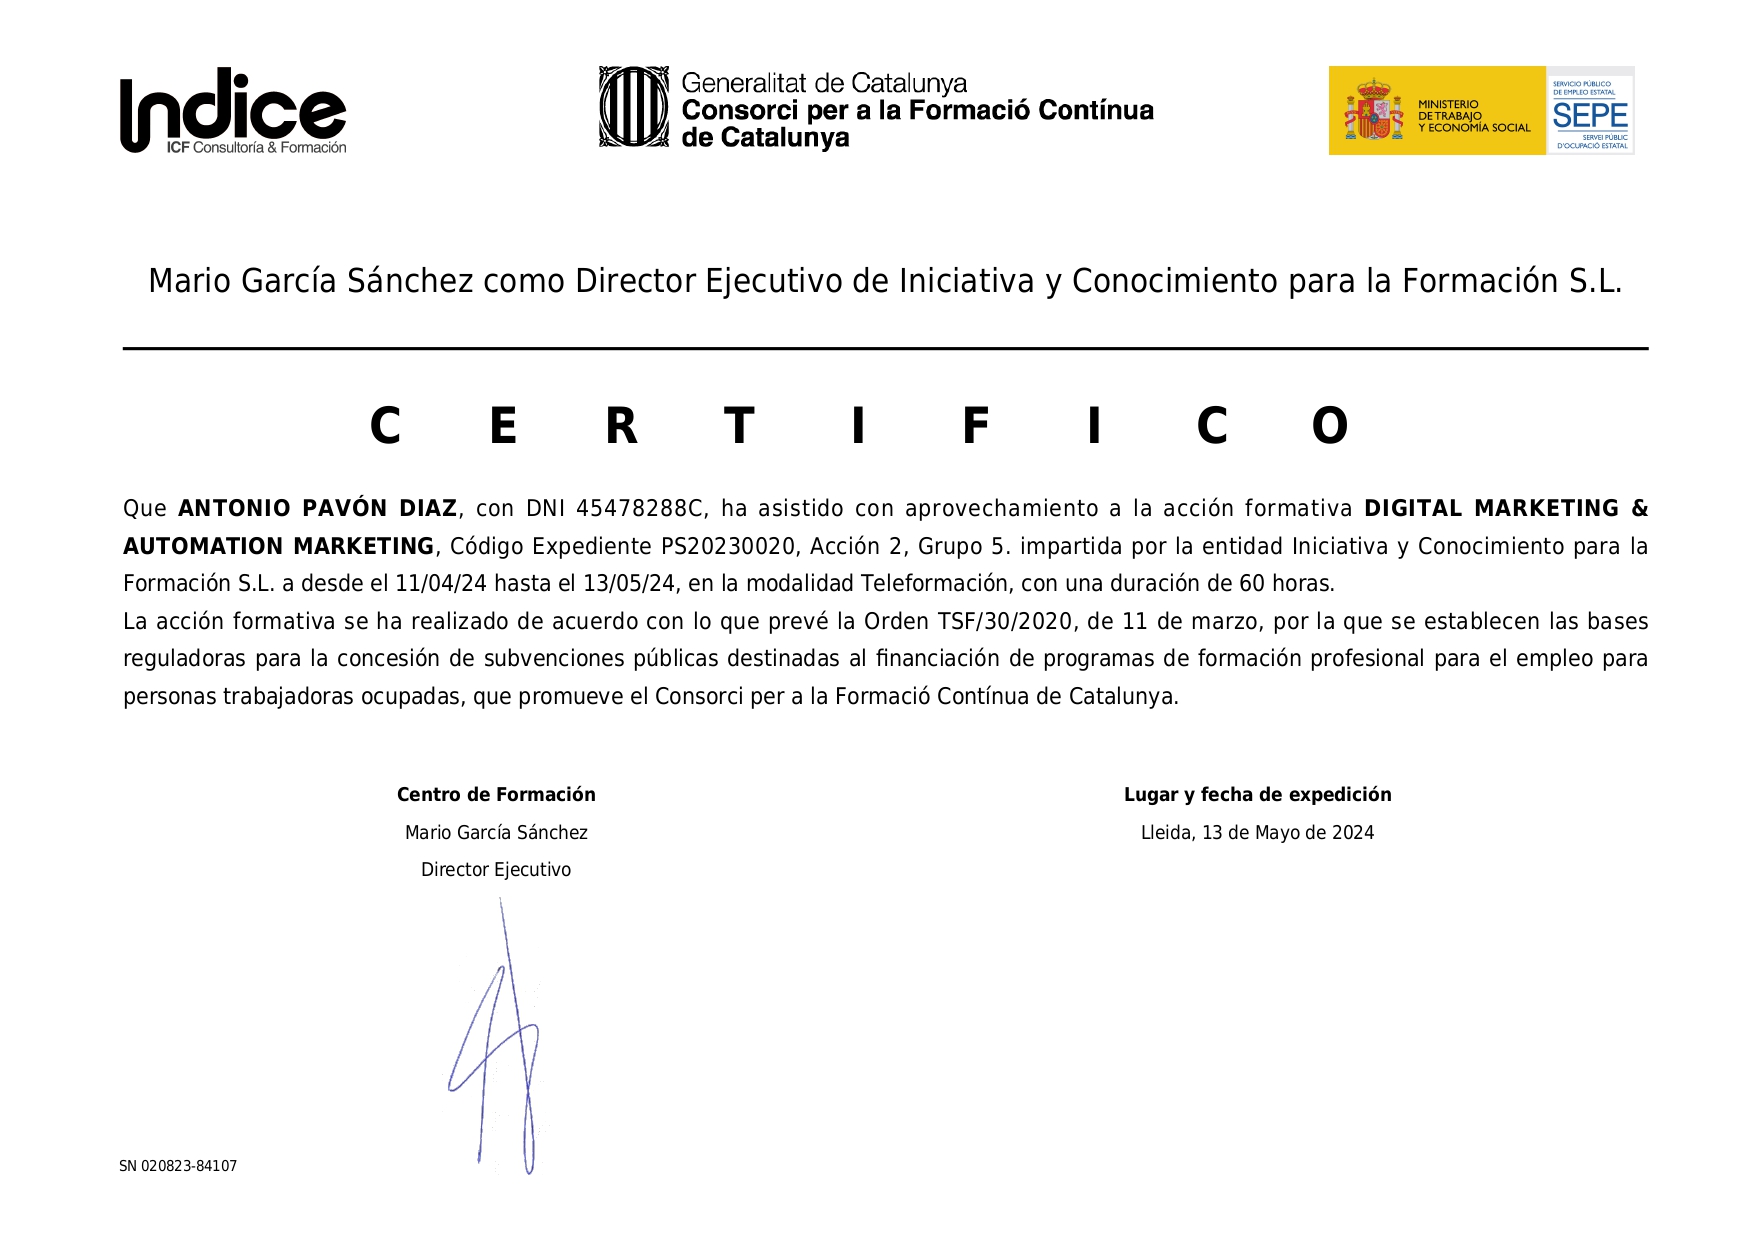 Indice
ICF Consultoría & Formación
Generalitat de Catalunya
Consorci per a la Formació Contínua
de Catalunya
MINISTERIO
DE TRABAJO
Y ECONOMÍA SOCIAL
SERVICIO PÚBLICO
DE EMPLEO ESTATAL
SEPE
SERVEI PÚBLIC
D'OCUPACIÓ ESTATAL
Mario García Sánchez como Director Ejecutivo de Iniciativa y Conocimiento para la Formación S.L.
C E R T I F I C O
Que ANTONIO PAVÓN DIAZ, con DNI 45478288C, ha asistido con aprovechamiento a la acción formativa DIGITAL MARKETING &
AUTOMATION MARKETING, Código Expediente PS20230020, Acción 2, Grupo 5. impartida por la entidad Iniciativa y Conocimiento para la
Formación S.L. a desde el 11/04/24 hasta el 13/05/24, en la modalidad Teleformación, con una duración de 60 horas.
La acción formativa se ha realizado de acuerdo con lo que prevé la Orden TSF/30/2020, de 11 de marzo, por la que se establecen las bases
reguladoras para la concesión de subvenciones públicas destinadas al financiación de programas de formación profesional para el empleo para
personas trabajadoras ocupadas, que promueve el Consorci per a la Formació Contínua de Catalunya.
Centro de Formación
Mario García Sánchez
Director Ejecutivo
Lugar y fecha de expedición
Lleida, 13 de Mayo de 2024
SN 020823-84107